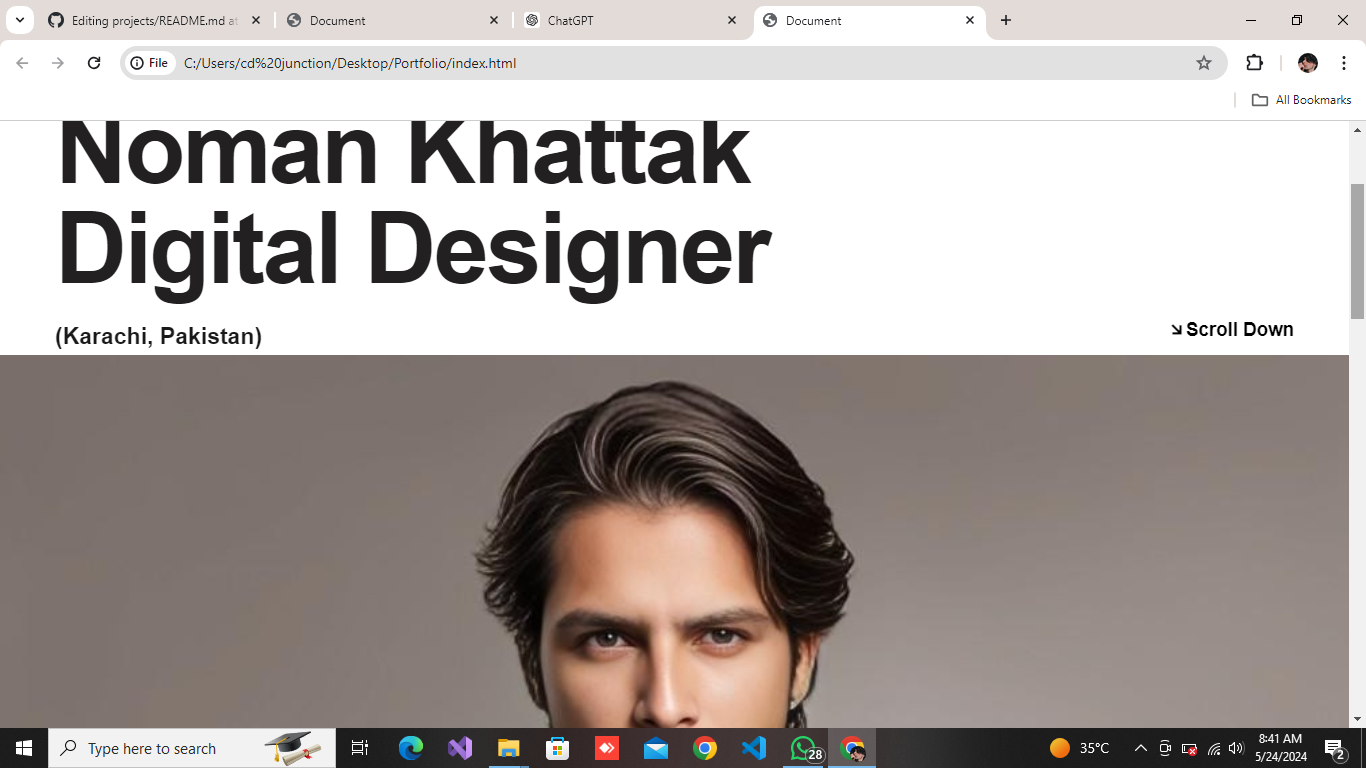 Editing projects/README.md at
Document
ChatGPT
Document
File
C:/Users/cd%20junction/Desktop/Portfolio/index.html
All Bookmarks
Noman Khattak
Digital Designer
(Karachi, Pakistan)
Scroll Down
Type here to search
28
35°C
8:41 AM
5/24/2024
2